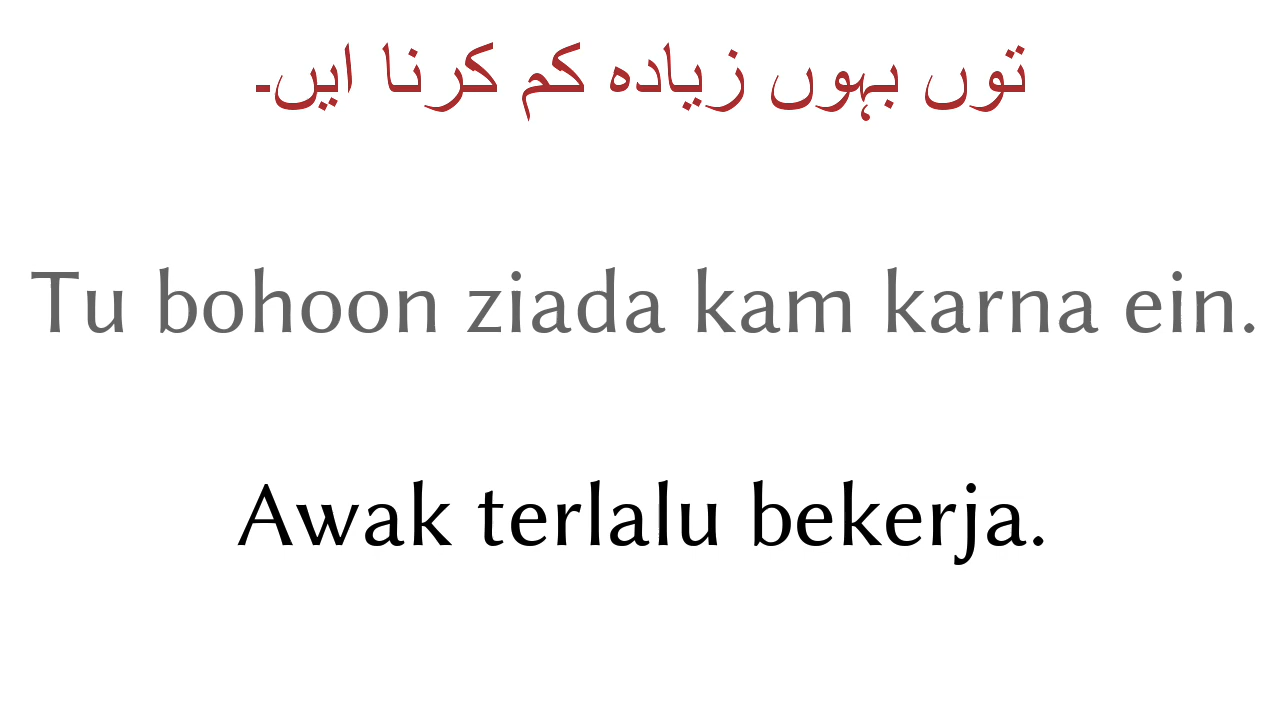 توں بہوں زیادہ کم کرنا ایں۔
Tu bohoon ziada kam karna ein.
Awak terlalu bekerja.